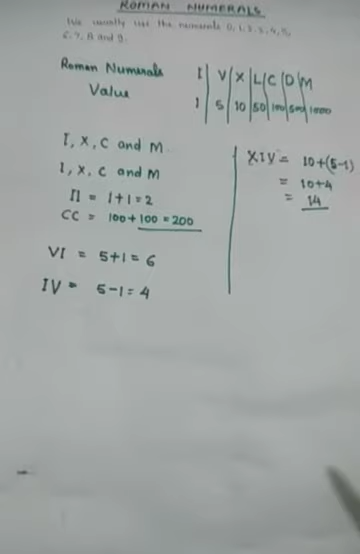 ROMAN NUMERALS
We usually use the numerals 0, 1, 2, 3, 4, 5,
6, 7, 8 and 9.
Roman Numerals I | V | X | L | C | D | M
Value 1 | 5 | 10 | 50 | 100 | 500 | 1000
I, X, C and M
I, X, C and M
II = 1+1=2
CC = 100+100=200
VI = 5+1=6
IV = 5-1=4
XIV = 10+(5-1)
= 10+4
= 14